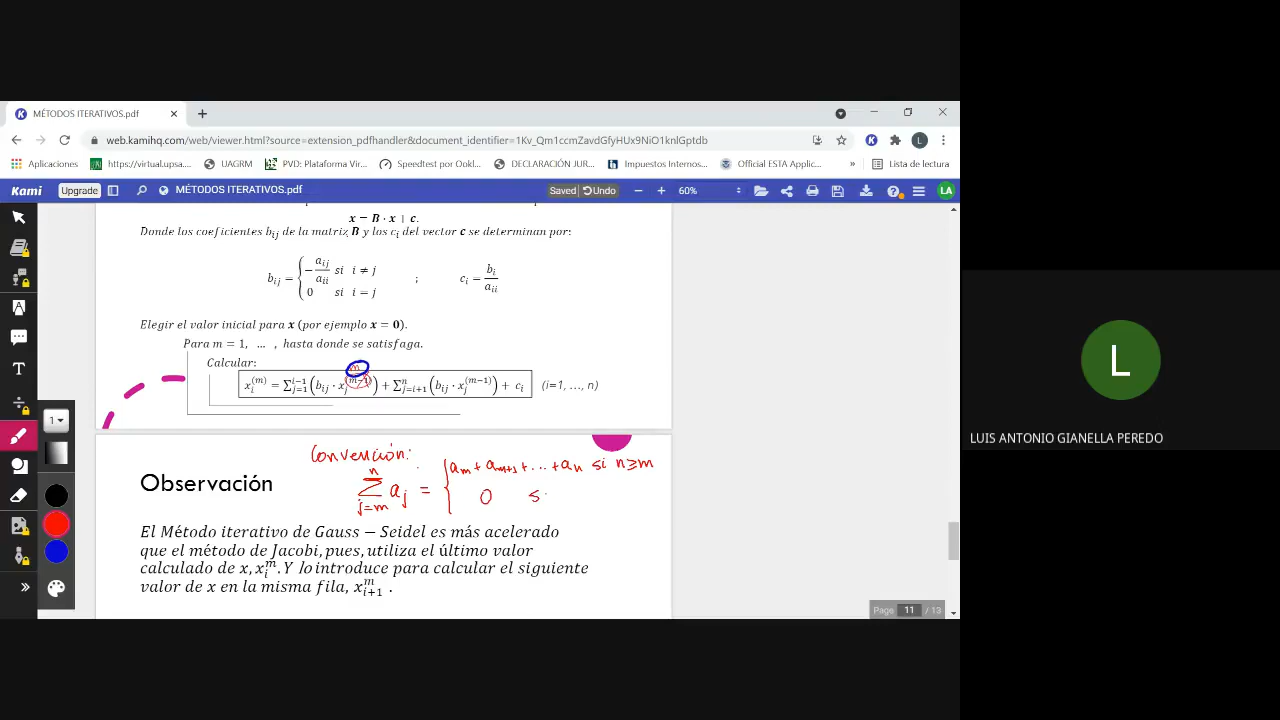 MÉTODOS ITERATIVOS.pdf
web.kamihq.com/web/viewer.html?source=extension_pdfhandler&document_identifier=1Kv_Qm1ccmZavdGfyHUx9NiO1knlGptdb
Aplicaciones https://virtual.upsa.... UAGRM PVD: Plataforma Vir... Speedtest por Ookl... DECLARACIÓN JUR... Impuestos Internos... Official ESTA Applic... » Lista de lectura
Kami Upgrade MÉTODOS ITERATIVOS.pdf Saved Undo 60% LA
x = B · x + c.
Donde los coeficientes b_ij de la matriz B y los c_i del vector c se determinan por:
b_ij = { −a_ij/a_ii si i ≠ j ; c_i = b_i/a_ii
0 si i = j
Elegir el valor inicial para x (por ejemplo x = 0).
Para m = 1, … , hasta donde se satisfaga.
Calcular:
m
x_i^(m) = ∑_{j=1}^{i−1} (b_ij · x_j^(m−1)) + ∑_{j=i+1}^{n} (b_ij · x_j^(m−1)) + c_i (i=1, ..., n)
Convención:
∑_{j=m}^{n} a_j = { a_m + a_m+1 + ... + a_n si n ≥ m
0 s
Observación
El Método iterativo de Gauss − Seidel es más acelerado
que el método de Jacobi, pues, utiliza el último valor
calculado de x, x_i^m. Y lo introduce para calcular el siguiente
valor de x en la misma fila, x_{i+1}^m .
Page 11 / 13
1
L
LUIS ANTONIO GIANELLA PEREDO